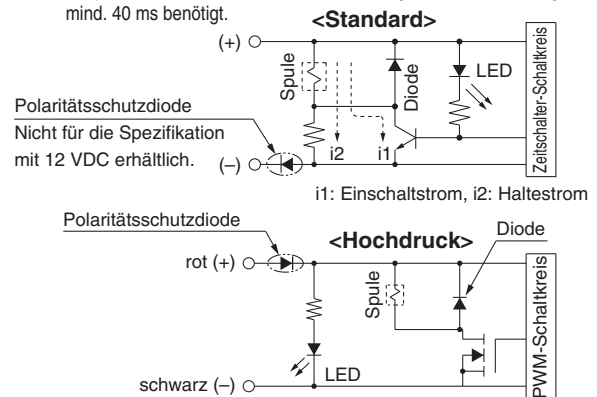 mind. 40 ms benötigt.
<Standard>
(+)
Spule
Diode
LED
Zeitschalter-Schaltkreis
Polaritätsschutzdiode
Nicht für die Spezifikation
mit 12 VDC erhältlich.
(–)
i2
i1
i1: Einschaltstrom, i2: Haltestrom
Polaritätsschutzdiode
<Hochdruck>
Diode
rot (+)
Spule
PWM-Schaltkreis
LED
schwarz (–)